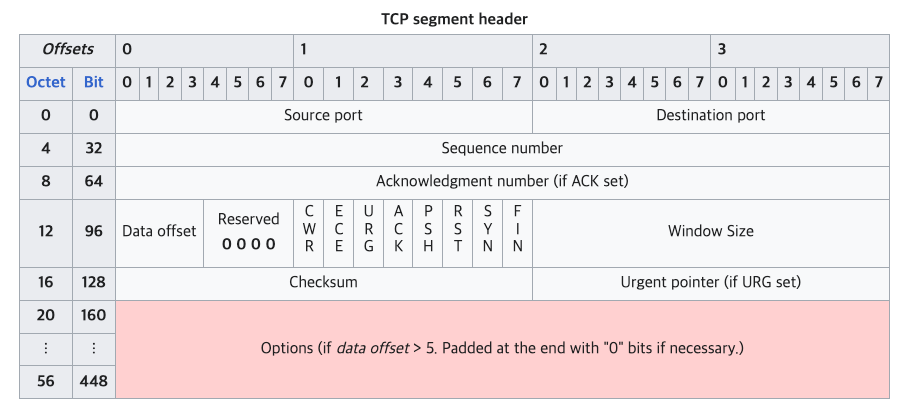 TCP segment header
Offsets 0 1 2 3
Octet Bit 0 1 2 3 4 5 6 7 0 1 2 3 4 5 6 7 0 1 2 3 4 5 6 7 0 1 2 3 4 5 6 7
0 0 Source port Destination port
4 32 Sequence number
8 64 Acknowledgment number (if ACK set)
12 96 Data offset Reserved 0 0 0 0 CWR ECE URG ACK PSH RST SYN FIN Window Size
16 128 Checksum Urgent pointer (if URG set)
20 160
⋮ ⋮ Options (if data offset > 5. Padded at the end with "0" bits if necessary.)
56 448